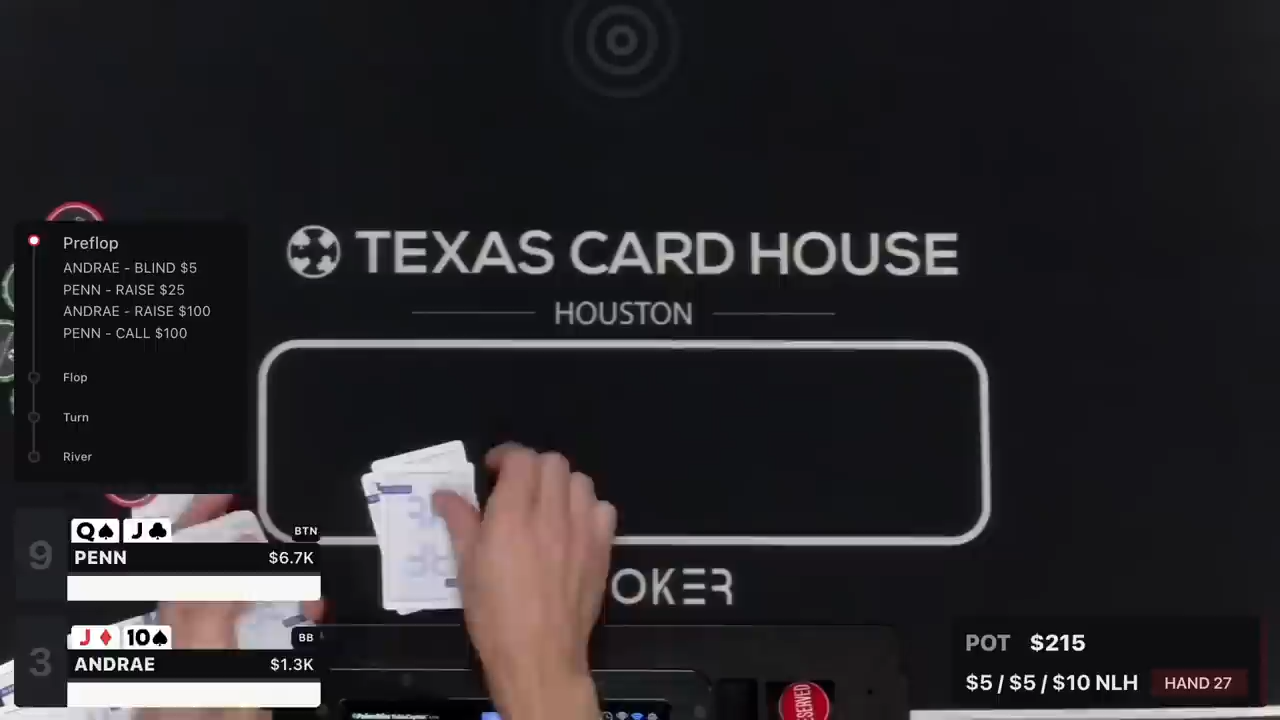 TEXAS CARD HOUSE
HOUSTON
OKER
Preflop
ANDRAE - BLIND $5
PENN - RAISE $25
ANDRAE - RAISE $100
PENN - CALL $100
Flop
Turn
River
9
Q♠ J♣
BTN
PENN
$6.7K
3
J♦ 10♠
BB
ANDRAE
$1.3K
POT $215
$5 / $5 / $10 NLH
HAND 27
RESERVED